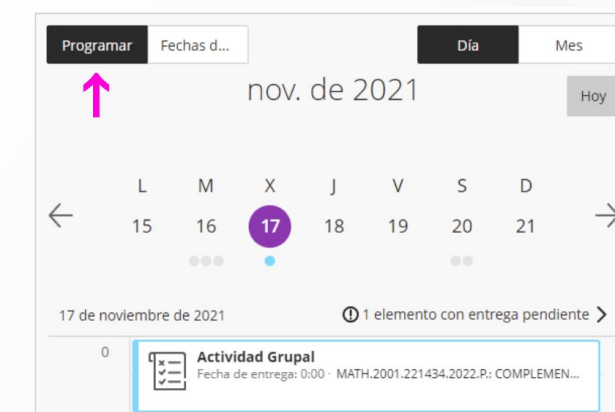 Programar Fechas d... Día Mes
nov. de 2021 Hoy
L M X J V S D
15 16 17 18 19 20 21
17 de noviembre de 2021 1 elemento con entrega pendiente
0 Actividad Grupal
Fecha de entrega: 0:00 · MATH.2001.221434.2022.P.: COMPLEMEN...